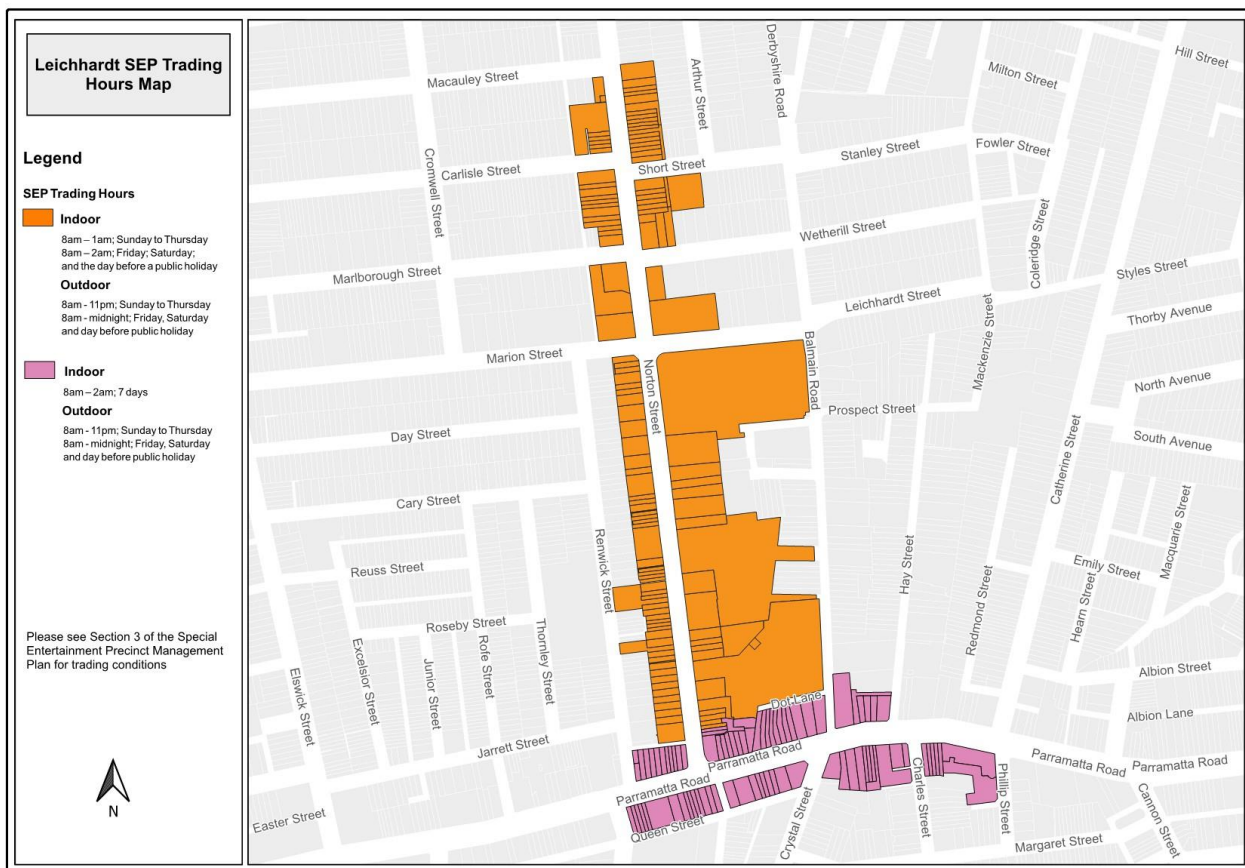 Leichhardt SEP Trading
Hours Map
Legend
SEP Trading Hours
Indoor
8am – 1am; Sunday to Thursday
8am – 2am; Friday; Saturday;
and the day before a public holiday
Outdoor
8am - 11pm; Sunday to Thursday
8am - midnight; Friday, Saturday
and day before public holiday
Indoor
8am – 2am; 7 days
Outdoor
8am - 11pm; Sunday to Thursday
8am - midnight; Friday, Saturday
and day before public holiday
Please see Section 3 of the Special
Entertainment Precinct Management
Plan for trading conditions
N
Macauley Street
Arthur Street
Derbyshire Road
Milton Street
Hill Street
Cromwell Street
Carlisle Street
Short Street
Stanley Street
Fowler Street
Marlborough Street
Wetherill Street
Coleridge Street
Styles Street
Leichhardt Street
Thorby Avenue
Marion Street
Norton Street
Balmain Road
Mackenzie Street
North Avenue
Prospect Street
Day Street
South Avenue
Catherine Street
Cary Street
Renwick Street
Hay Street
Macquarie Street
Reuss Street
Emily Street
Redmond Street
Hearn Street
Roseby Street
Excelsior Street
Junior Street
Rofe Street
Thornley Street
Elswick Street
Albion Street
Dot Lane
Albion Lane
Jarrett Street
Parramatta Road
Parramatta Road
Parramatta Road
Parramatta Road
Easter Street
Queen Street
Crystal Street
Charles Street
Phillip Street
Cannon Street
Margaret Street